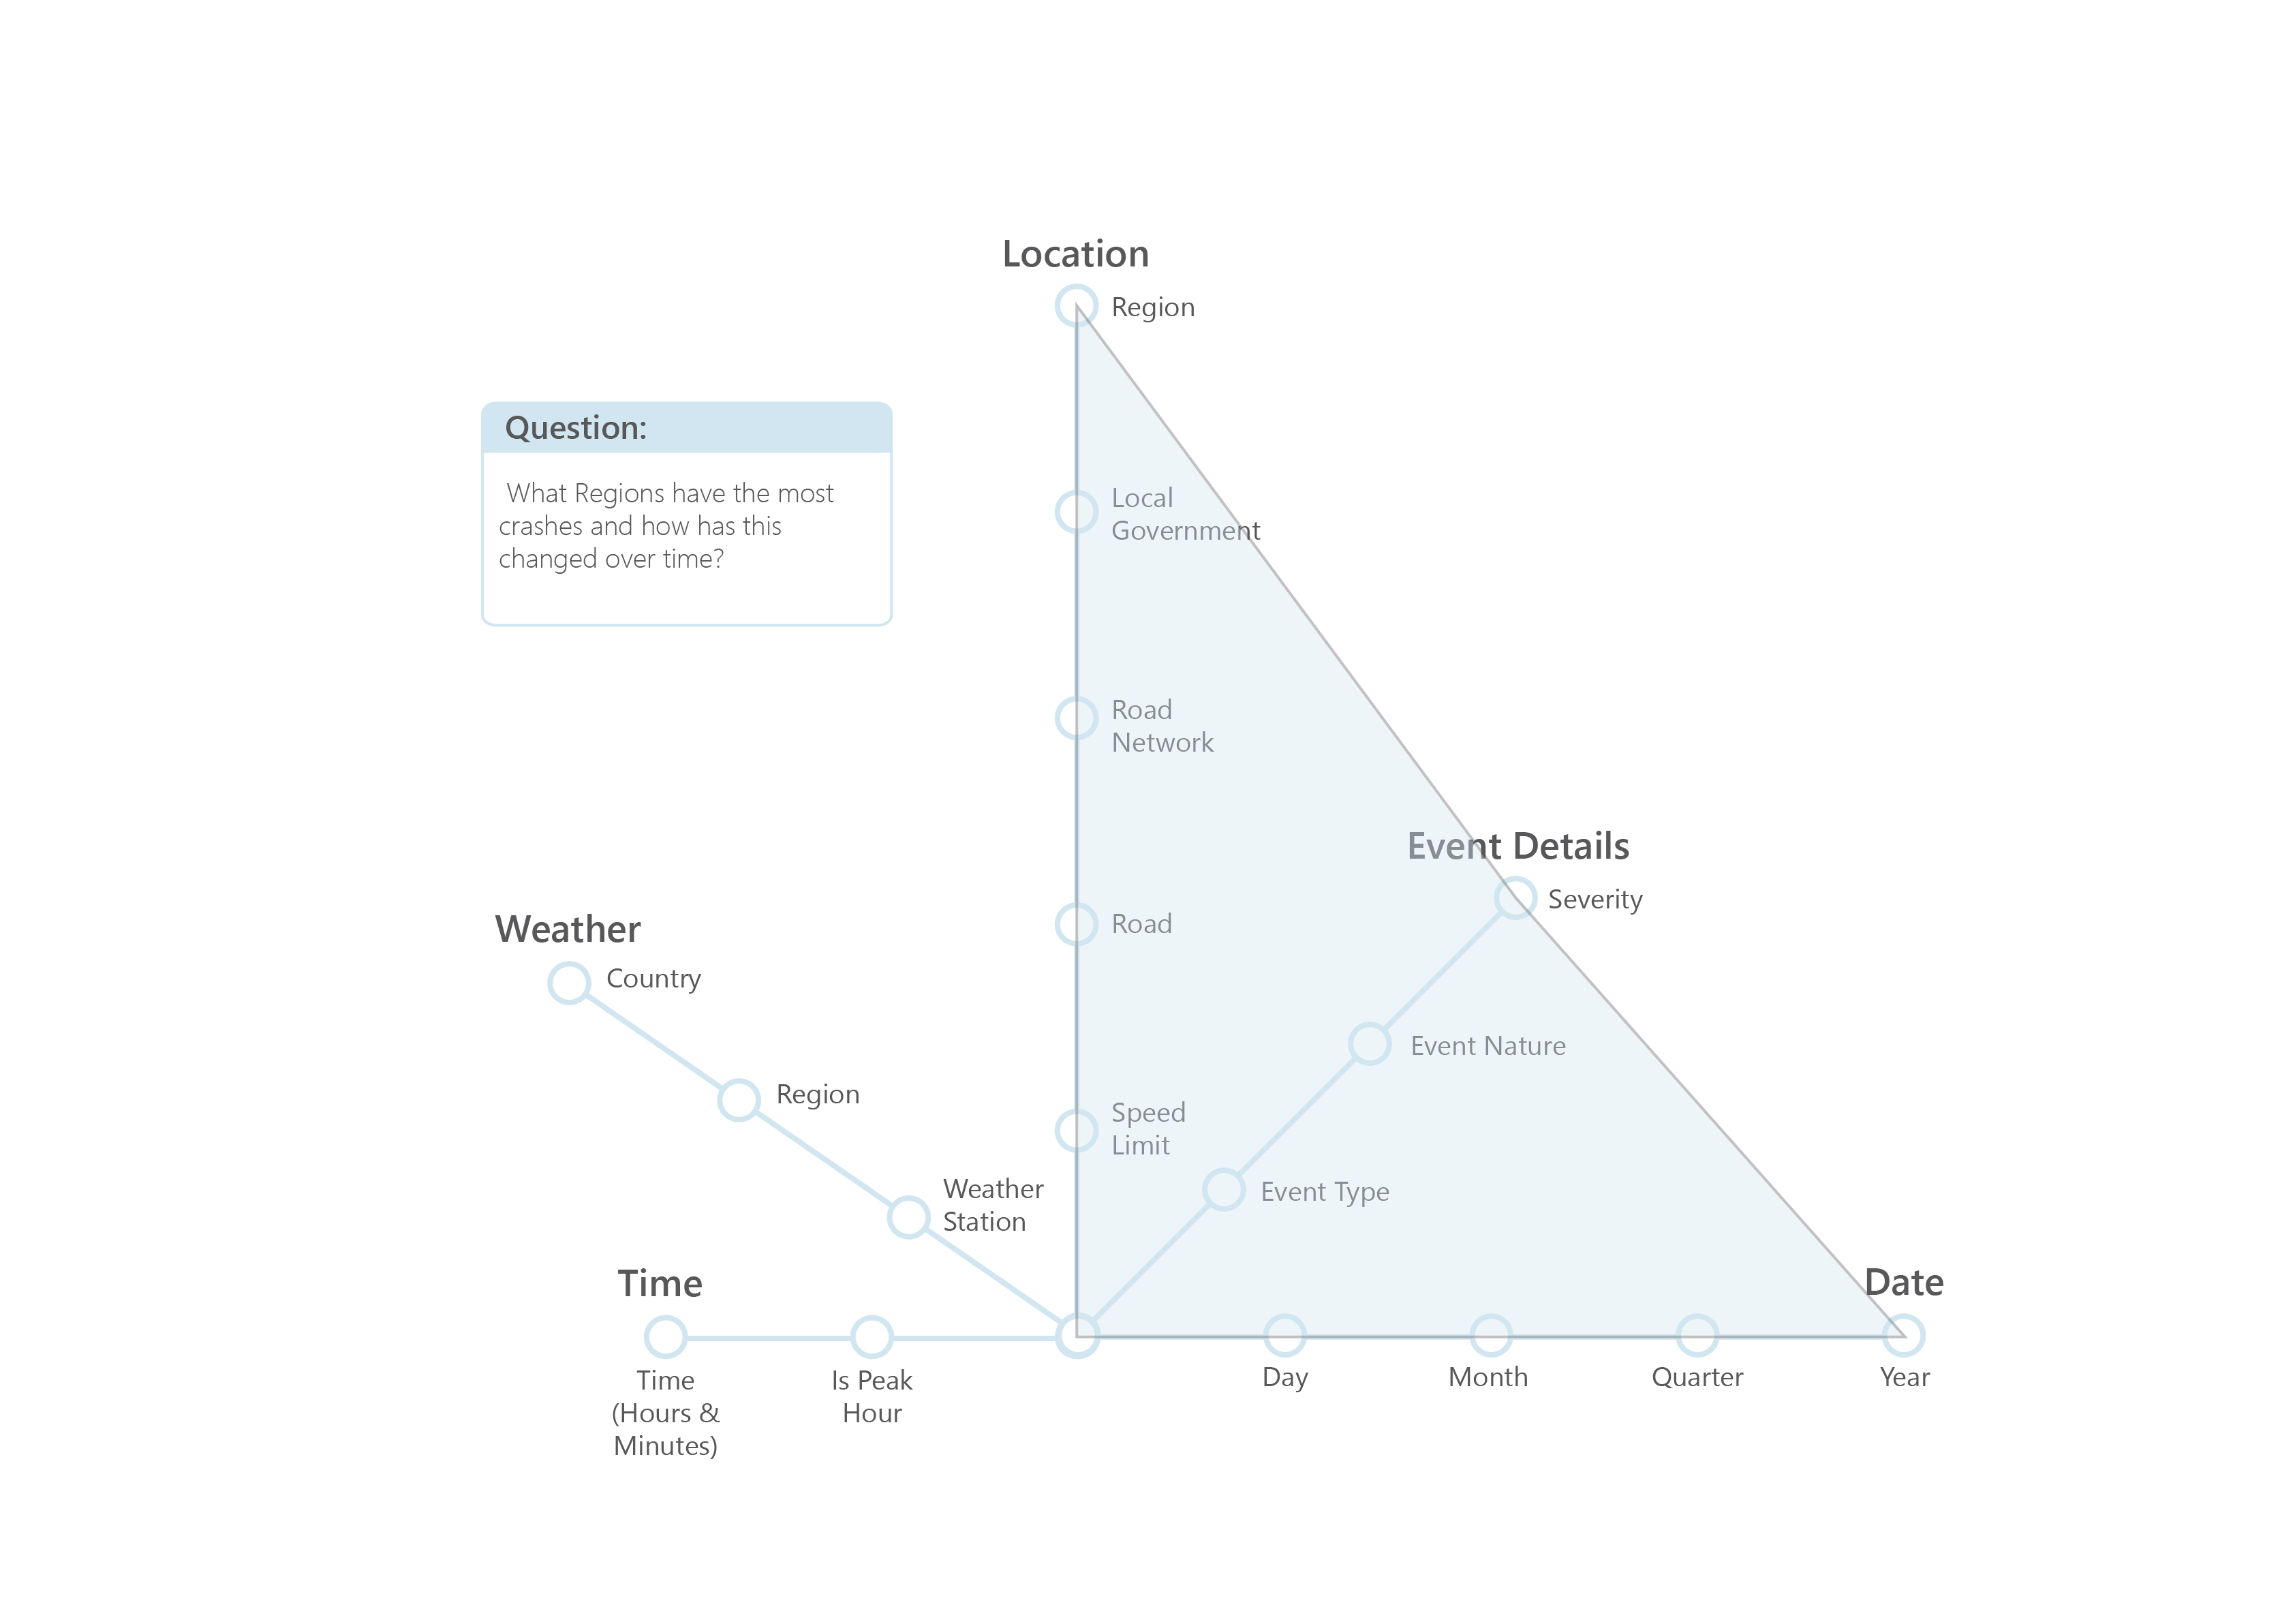 Location
Region
Question:
What Regions have the most
crashes and how has this
changed over time?
Local
Government
Road
Network
Event Details
Severity
Road
Weather
Country
Event Nature
Region
Speed
Limit
Event Type
Weather
Station
Time
Date
Time
(Hours &
Minutes)
Is Peak
Hour
Day
Month
Quarter
Year